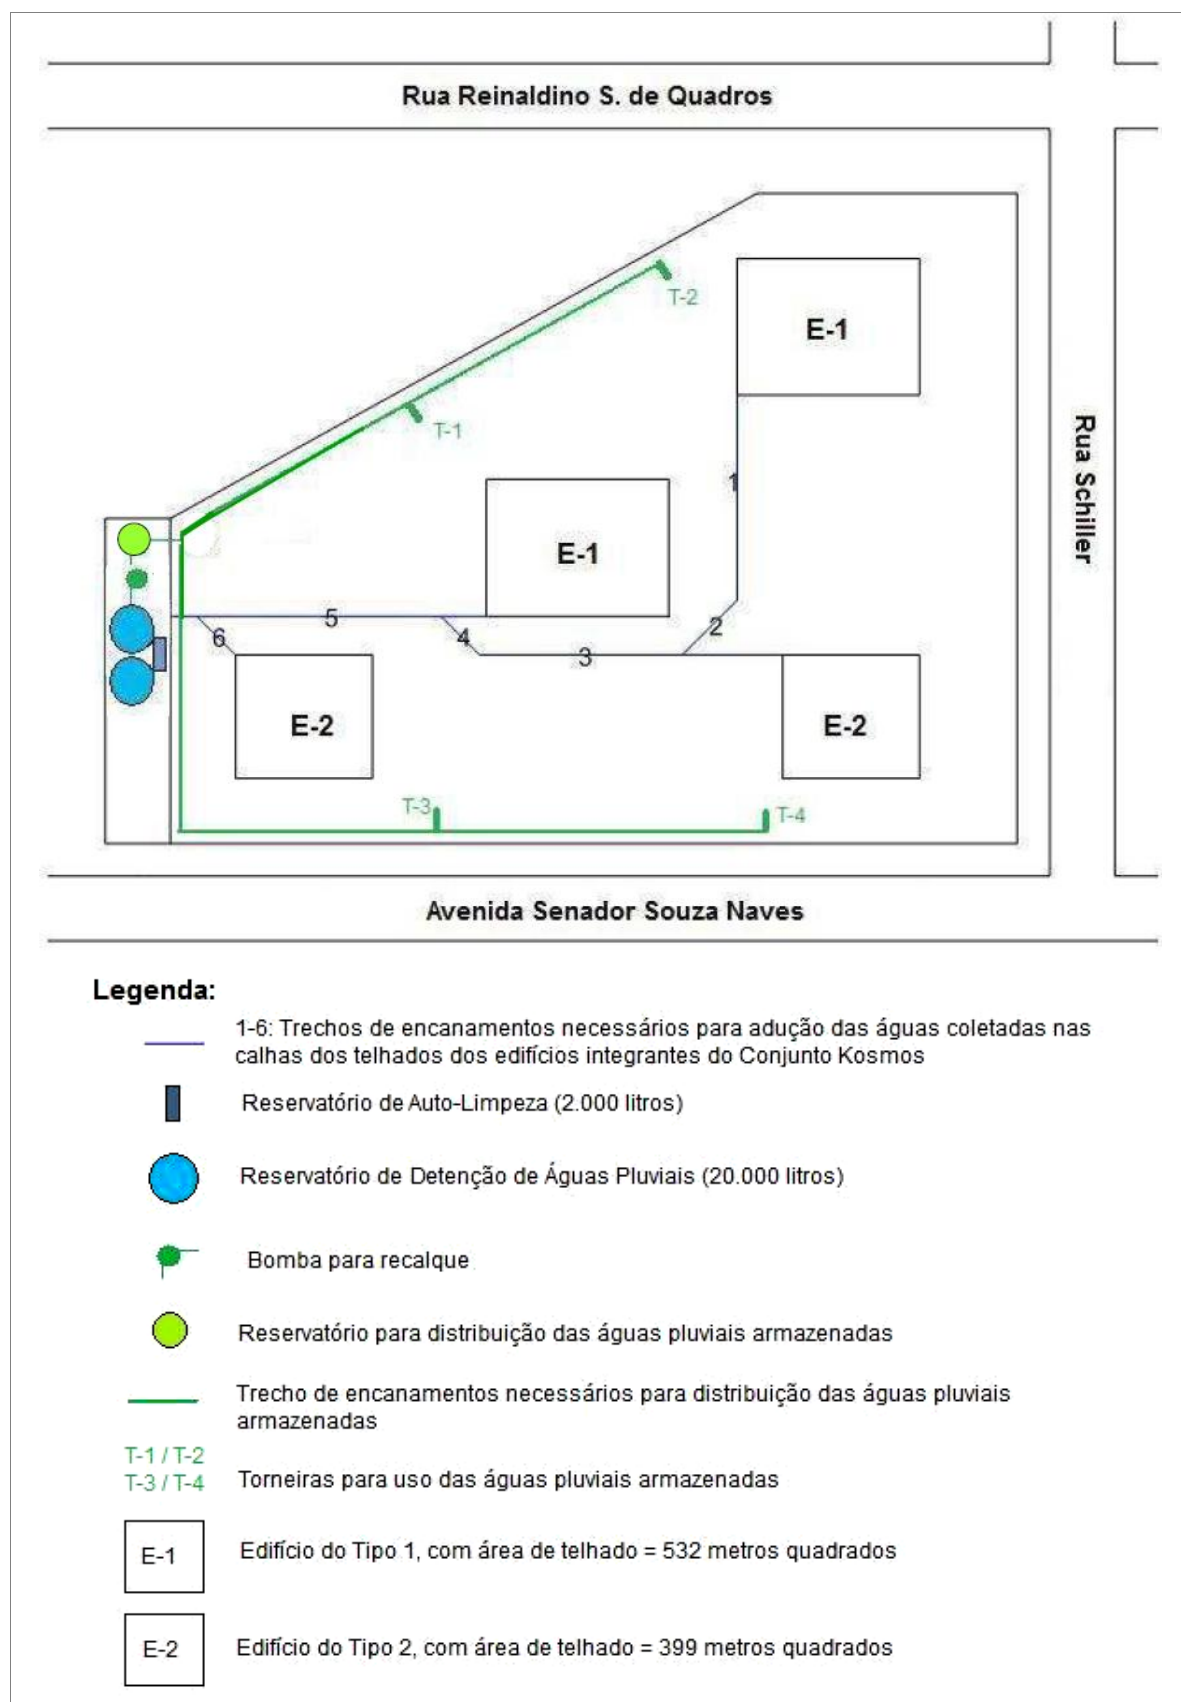 Rua Reinaldino S. de Quadros
T-2
E-1
T-1
Rua Schiller
1
E-1
5
6
4
3
2
E-2
E-2
T-3
T-4
Avenida Senador Souza Naves
Legenda:
1-6: Trechos de encanamentos necessários para adução das águas coletadas nas
calhas dos telhados dos edifícios integrantes do Conjunto Kosmos
Reservatório de Auto-Limpeza (2.000 litros)
Reservatório de Detenção de Águas Pluviais (20.000 litros)
Bomba para recalque
Reservatório para distribuição das águas pluviais armazenadas
Trecho de encanamentos necessários para distribuição das águas pluviais
armazenadas
T-1 / T-2
T-3 / T-4
Torneiras para uso das águas pluviais armazenadas
E-1
Edifício do Tipo 1, com área de telhado = 532 metros quadrados
E-2
Edifício do Tipo 2, com área de telhado = 399 metros quadrados